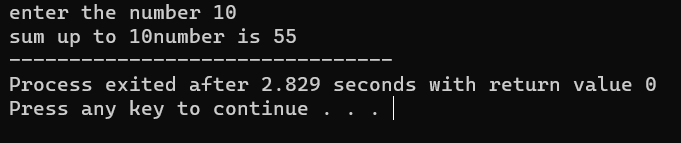 enter the number 10
sum up to 10number is 55
--------------------------------
Process exited after 2.829 seconds with return value 0
Press any key to continue . . .